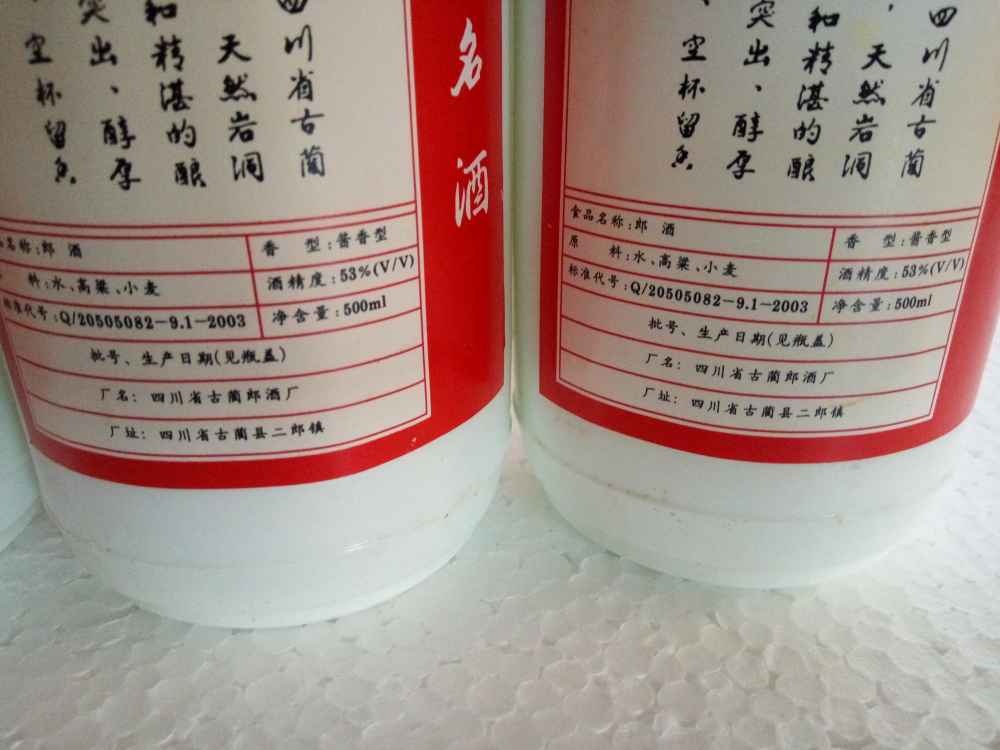 四川省古蔺
天然岩洞
和精湛的酿
突出、醇厚
空杯留香
名酒
品名称:郎 酒
香 型:酱香型
料:水、高粱、小麦
酒精度:53%(V/V)
标准代号:Q/20505082-9.1-2003
净含量:500ml
批号、生产日期(见瓶盖)
厂名: 四川省古蔺郎酒厂
厂址: 四川省古蔺县二郎镇
四川省古蔺
,天然岩洞
和精湛的酿
突出、醇厚
空杯留香
食品名称:郎 酒
香 型:酱香型
原 料:水、高粱、小麦
酒精度:53%(V/V)
标准代号:Q/20505082-9.1-2003
净含量:500ml
批号、生产日期(见瓶盖)
厂名: 四川省古蔺郎酒厂
厂址: 四川省古蔺县二郎镇